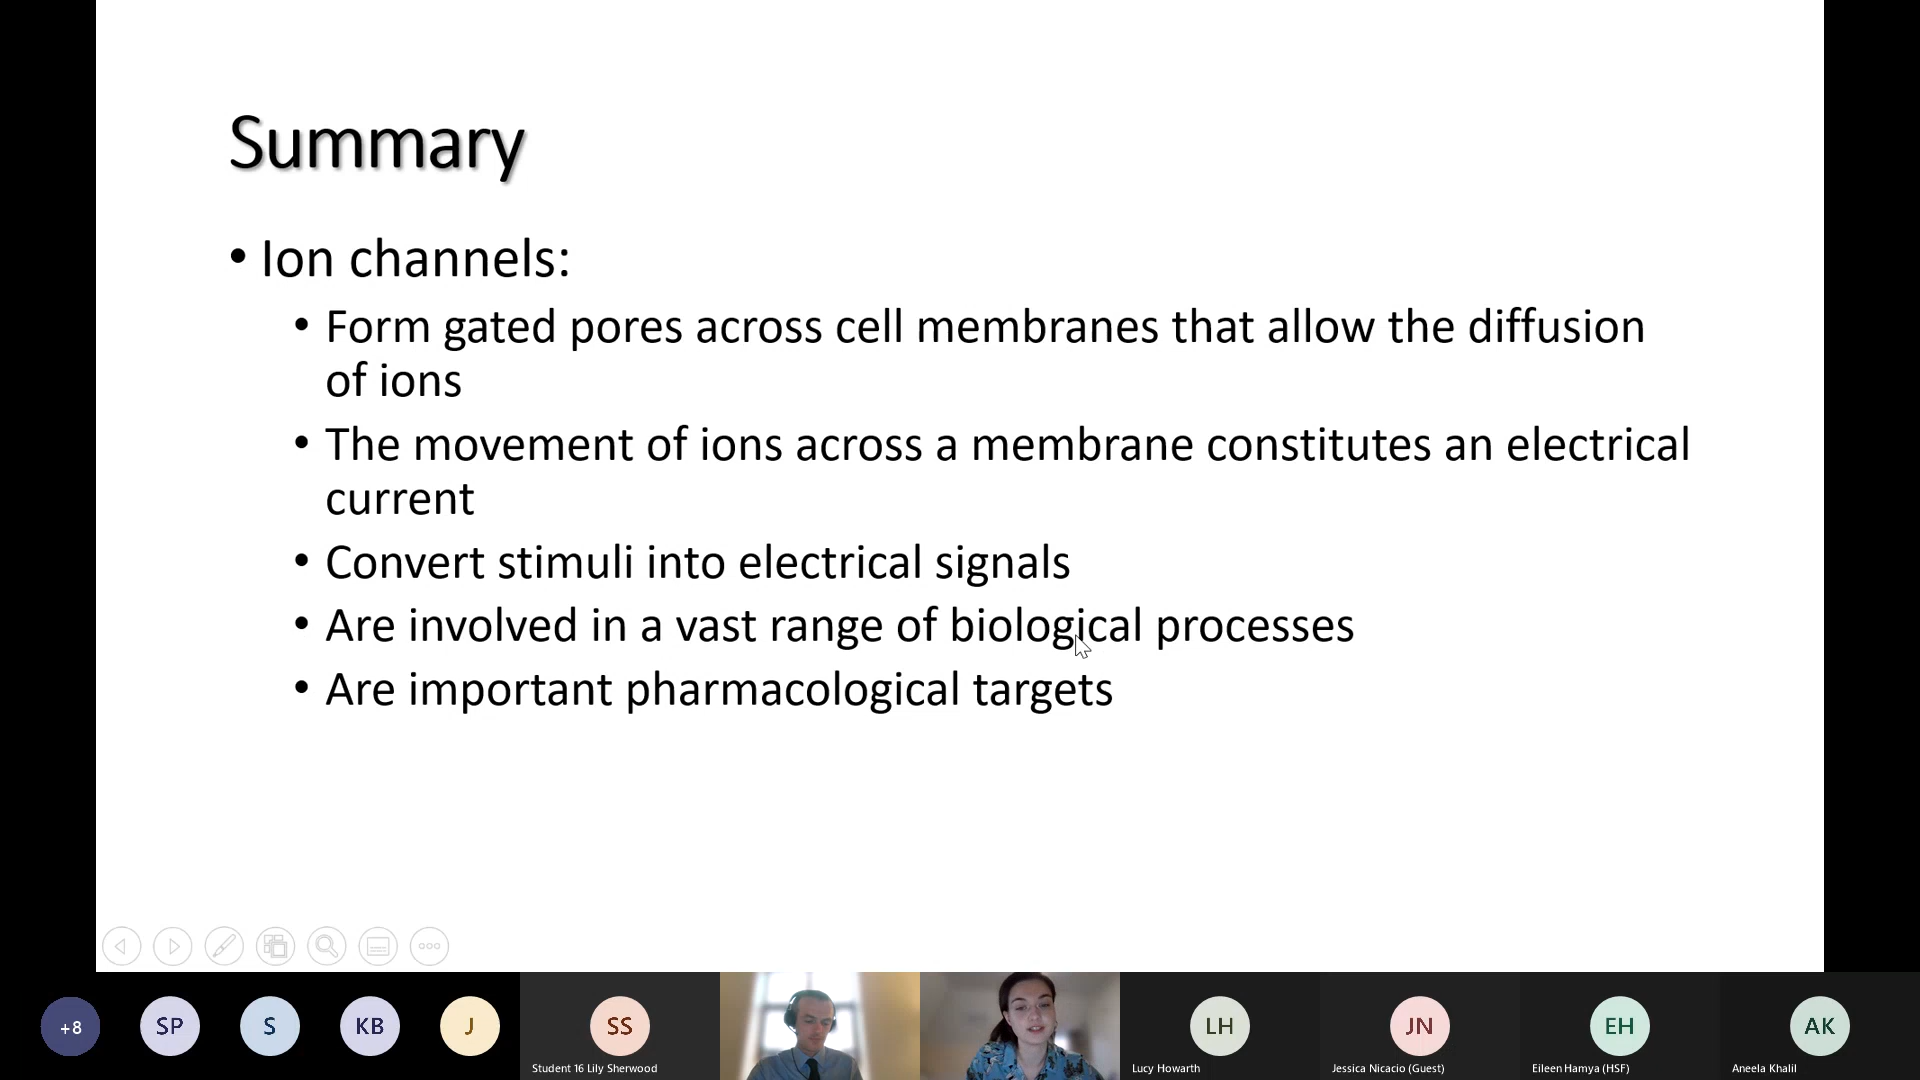 Summary
• Ion channels:
• Form gated pores across cell membranes that allow the diffusion
of ions
• The movement of ions across a membrane constitutes an electrical
current
• Convert stimuli into electrical signals
• Are involved in a vast range of biological processes
• Are important pharmacological targets
+8
SP
S
KB
J
SS
Student 16 Lily Sherwood
LH
Lucy Howarth
JN
Jessica Nicacio (Guest)
EH
Eileen Hamya (HSF)
AK
Aneela Khalil